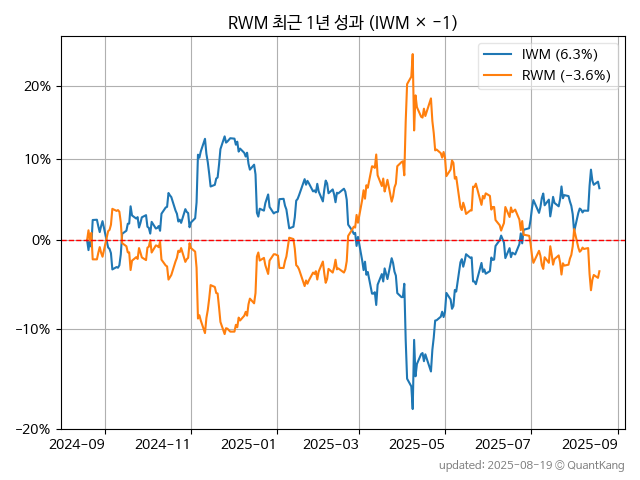 RWM 최근 1년 성과 (IWM × −1)
IWM (6.3%)
RWM (−3.6%)
20%
10%
0%
−10%
−20%
2024-09 2024-11 2025-01 2025-03 2025-05 2025-07 2025-09
updated: 2025-08-19 © QuantKang